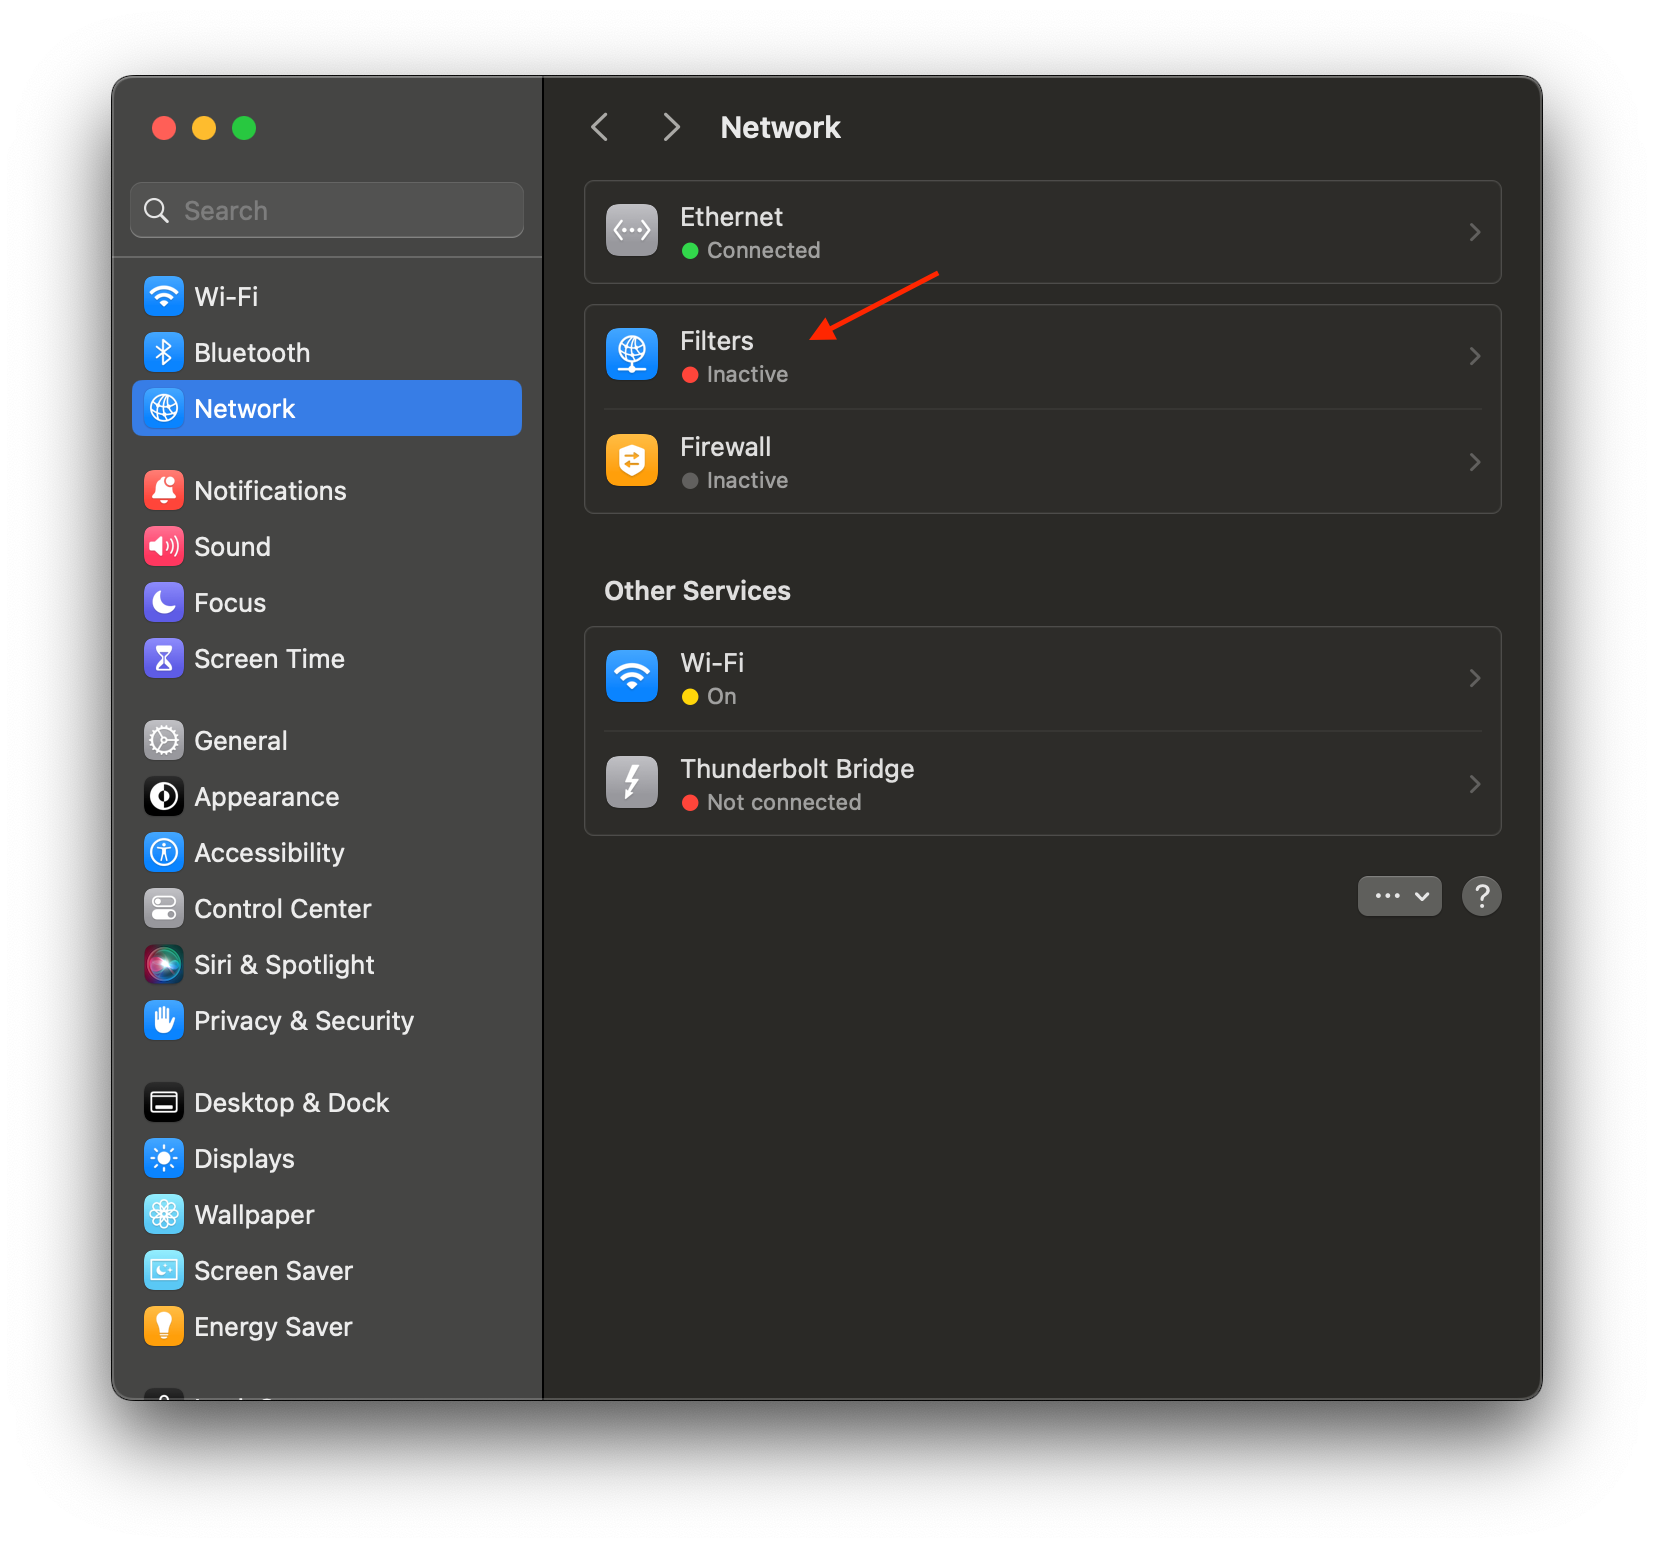 Search
Wi-Fi
Bluetooth
Network
Notifications
Sound
Focus
Screen Time
General
Appearance
Accessibility
Control Center
Siri & Spotlight
Privacy & Security
Desktop & Dock
Displays
Wallpaper
Screen Saver
Energy Saver
Network
Ethernet
Connected
Filters
Inactive
Firewall
Inactive
Other Services
Wi-Fi
On
Thunderbolt Bridge
Not connected
?